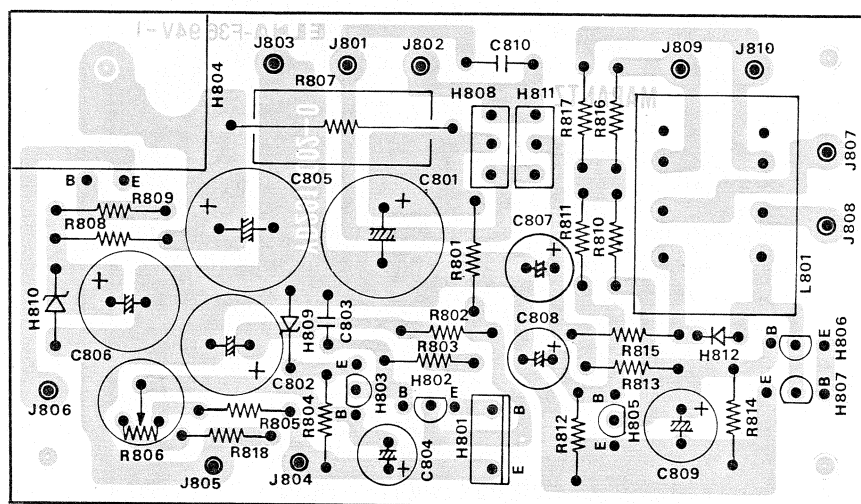 J803
J801
J802
C810
J809
J810
H804
R807
H808
H811
R817
R816
J807
B
E
R809
C805
C801
R808
C807
R811
R810
J808
R801
L801
H810
C806
H809
C803
R802
C808
R803
R815
H812
B
E
H806
C802
E
H803
H802
R813
E
B
H807
J806
R805
R804
B
B
E
H801
B
R812
B
H805
R814
R806
R818
C804
E
E
C809
J805
J804